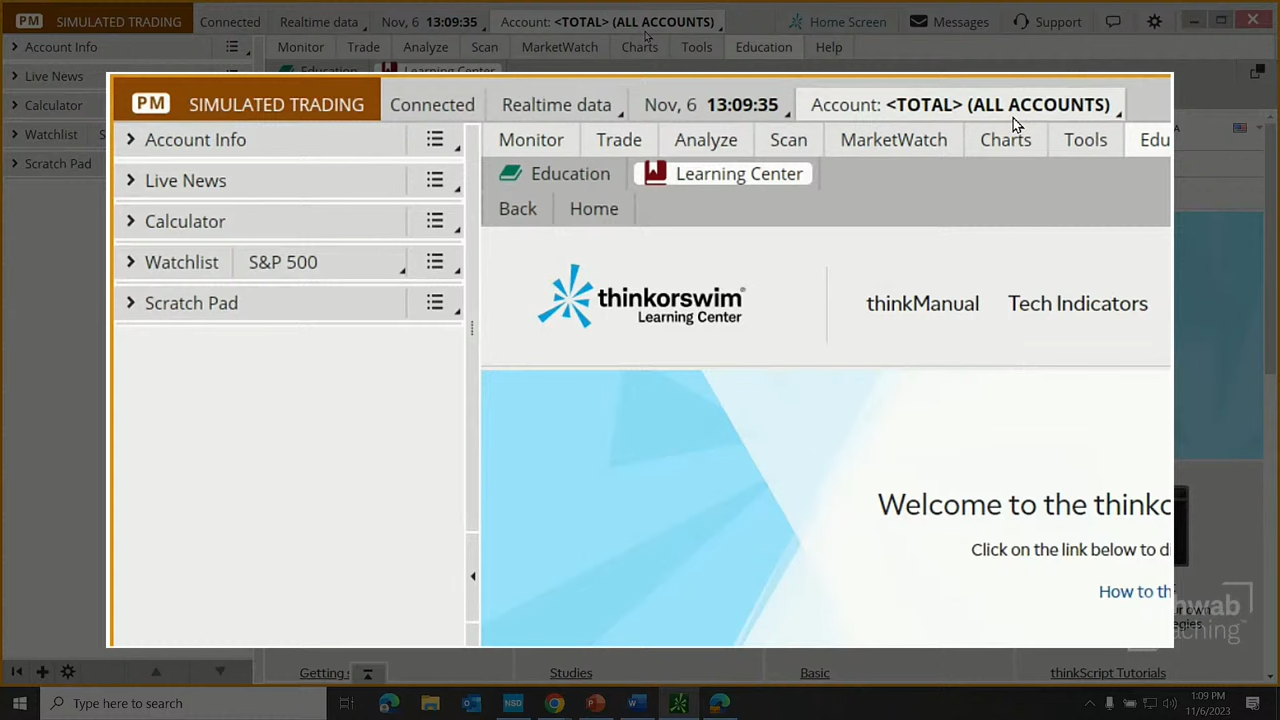 PM SIMULATED TRADING Connected Realtime data Nov, 6 13:09:35 Account: <TOTAL> (ALL ACCOUNTS) Home Screen Messages Support
Account Info Monitor Trade Analyze Scan MarketWatch Charts Tools Education Help
Live News
Education Learning Center
Calculator
Watchlist
Scratch Pad
PM SIMULATED TRADING Connected Realtime data Nov, 6 13:09:35 Account: <TOTAL> (ALL ACCOUNTS)
Account Info Monitor Trade Analyze Scan MarketWatch Charts Tools Edu
Live News Education Learning Center
Calculator Back Home
Watchlist S&P 500
Scratch Pad
thinkorswim®
Learning Center
thinkManual Tech Indicators
Welcome to the thinko
Click on the link below to d
How to th
Getting Studies Basic thinkScript Tutorials
Type here to search
NSD
1:09 PM
11/6/2023